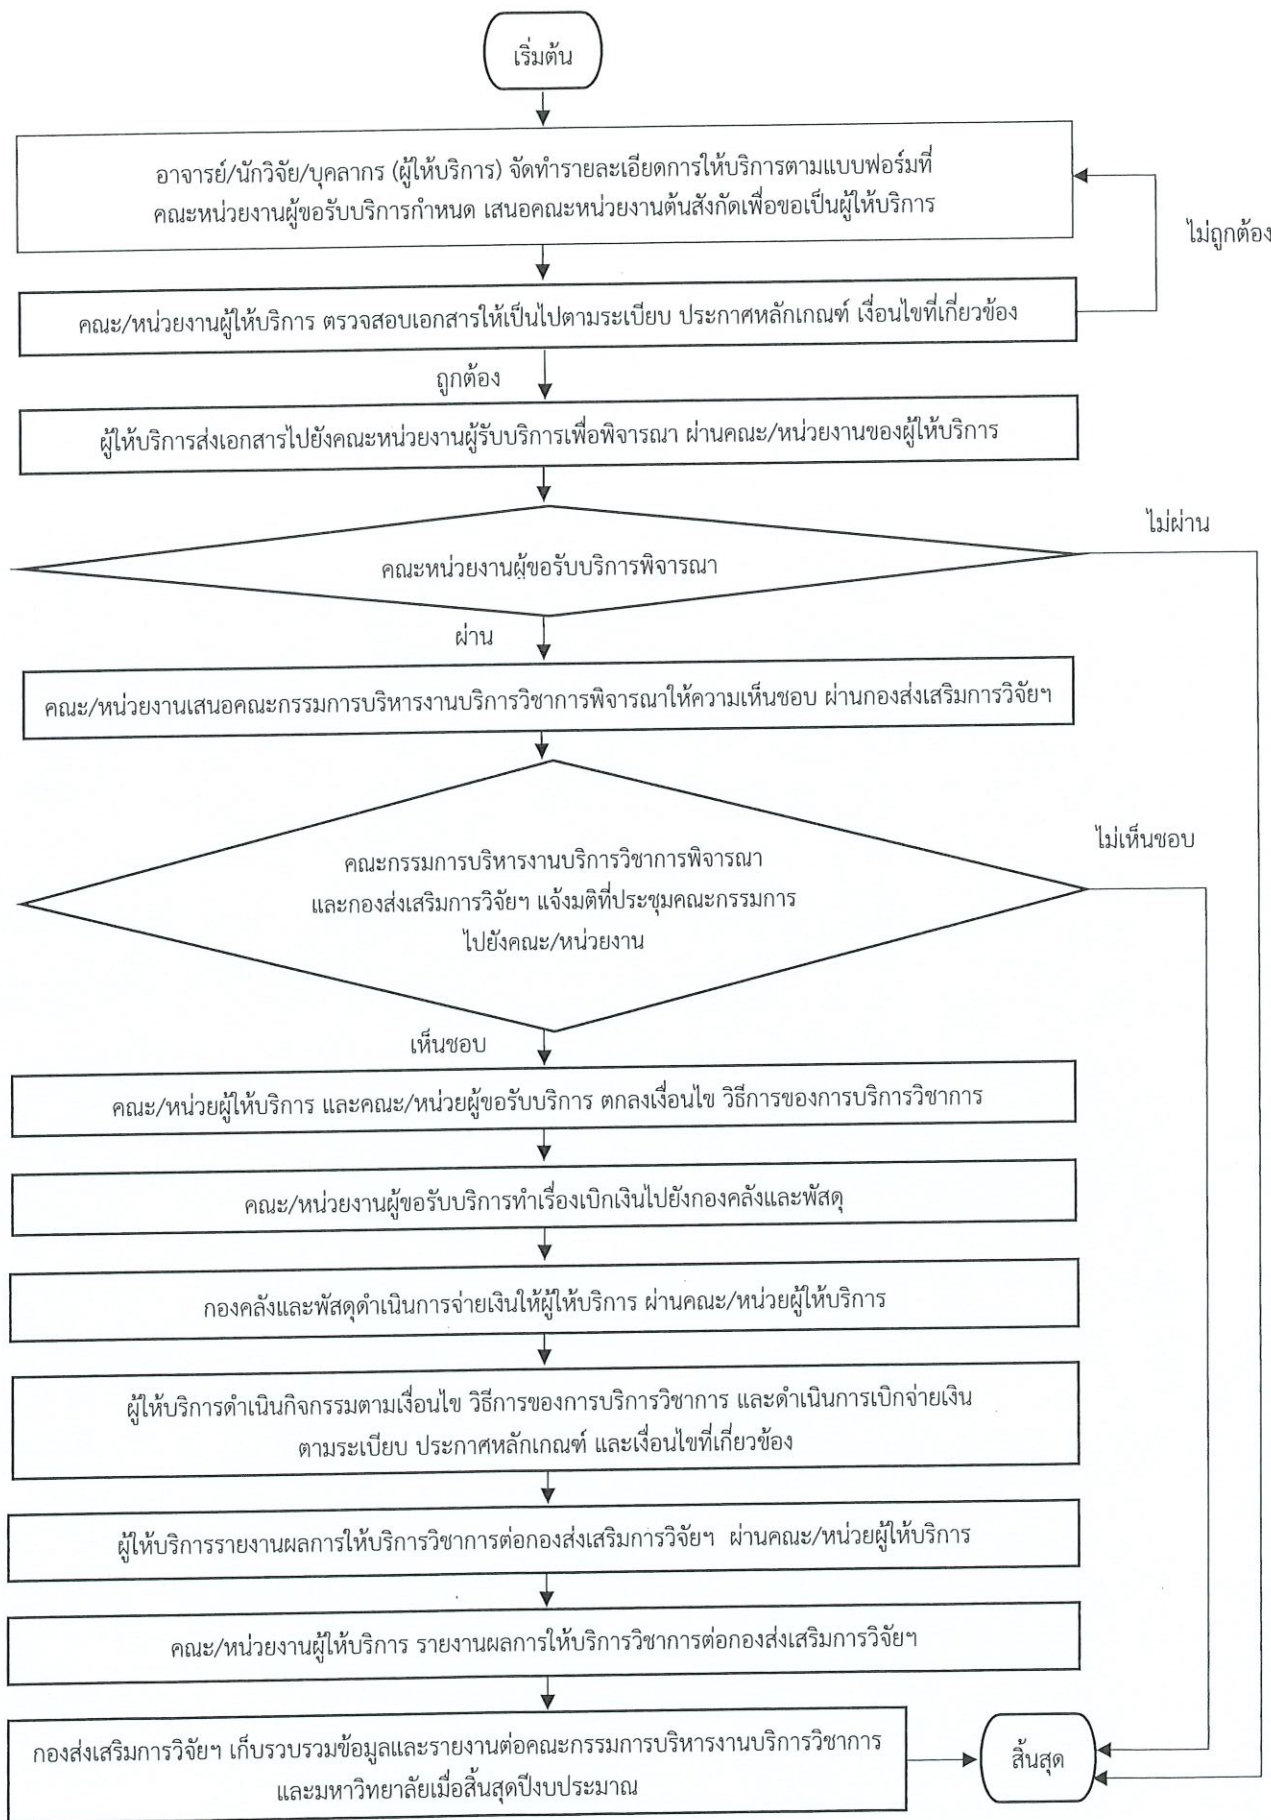 เริ่มต้น
อาจารย์/นักวิจัย/บุคลากร (ผู้ให้บริการ) จัดทำรายละเอียดการให้บริการตามแบบฟอร์มที่
คณะหน่วยงานผู้ขอรับบริการกำหนด เสนอคณะหน่วยงานต้นสังกัดเพื่อขอเป็นผู้ให้บริการ
ไม่ถูกต้อง
คณะ/หน่วยงานผู้ให้บริการ ตรวจสอบเอกสารให้เป็นไปตามระเบียบ ประกาศหลักเกณฑ์ เงื่อนไขที่เกี่ยวข้อง
ถูกต้อง
ผู้ให้บริการส่งเอกสารไปยังคณะหน่วยงานผู้รับบริการเพื่อพิจารณา ผ่านคณะ/หน่วยงานของผู้ให้บริการ
ไม่ผ่าน
คณะหน่วยงานผู้ขอรับบริการพิจารณา
ผ่าน
คณะ/หน่วยงานเสนอคณะกรรมการบริหารงานบริการวิชาการพิจารณาให้ความเห็นชอบ ผ่านกองส่งเสริมการวิจัยฯ
ไม่เห็นชอบ
คณะกรรมการบริหารงานบริการวิชาการพิจารณา
และกองส่งเสริมการวิจัยฯ แจ้งมติที่ประชุมคณะกรรมการ
ไปยังคณะ/หน่วยงาน
เห็นชอบ
คณะ/หน่วยผู้ให้บริการ และคณะ/หน่วยผู้ขอรับบริการ ตกลงเงื่อนไข วิธีการของการบริการวิชาการ
คณะ/หน่วยงานผู้ขอรับบริการทำเรื่องเบิกเงินไปยังกองคลังและพัสดุ
กองคลังและพัสดุดำเนินการจ่ายเงินให้ผู้ให้บริการ ผ่านคณะ/หน่วยผู้ให้บริการ
ผู้ให้บริการดำเนินกิจกรรมตามเงื่อนไข วิธีการของการบริการวิชาการ และดำเนินการเบิกจ่ายเงิน
ตามระเบียบ ประกาศหลักเกณฑ์ และเงื่อนไขที่เกี่ยวข้อง
ผู้ให้บริการรายงานผลการให้บริการวิชาการต่อกองส่งเสริมการวิจัยฯ ผ่านคณะ/หน่วยผู้ให้บริการ
คณะ/หน่วยงานผู้ให้บริการ รายงานผลการให้บริการวิชาการต่อกองส่งเสริมการวิจัยฯ
กองส่งเสริมการวิจัยฯ เก็บรวบรวมข้อมูลและรายงานต่อคณะกรรมการบริหารงานบริการวิชาการ
และมหาวิทยาลัยเมื่อสิ้นสุดปีงบประมาณ
สิ้นสุด